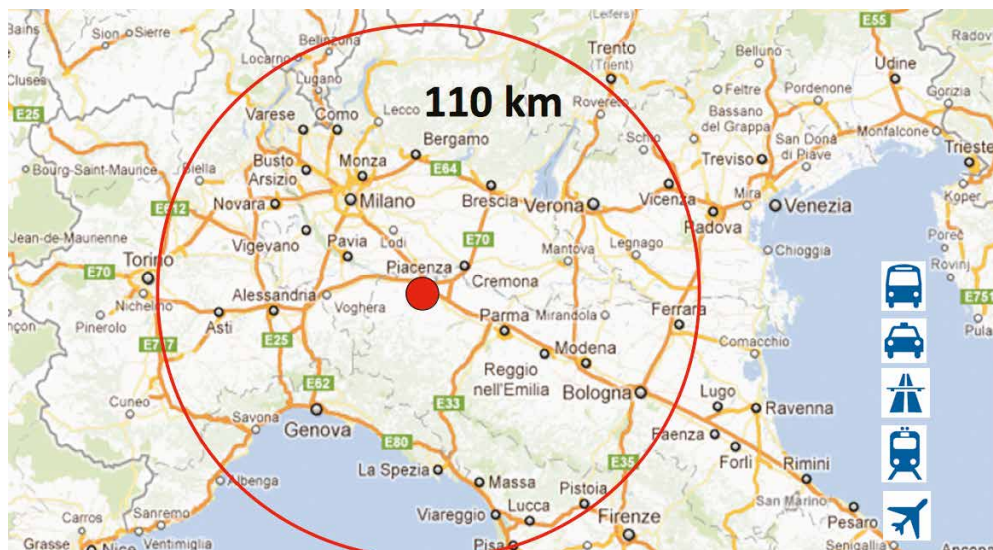 Bains
Sion
Sierre
Cluses
E25
Bourg-Saint-Maurice
Jean-de-Maurienne
E70
Torino
Nichelino
Pinerolo
Cuneo
Carros
Grasse
Nice
Sanremo
Ventimiglia
Albenga
Savona
E717
Asti
Alessandria
E25
E62
Genova
Voghera
Bellinzona
Locarno
Lugano
Varese
Como
Lecco
110 km
Bergamo
Biella
Busto
Arsizio
Monza
E64
E612
Novara
Milano
Brescia
Vigevano
Pavia
Lodi
E70
Piacenza
Cremona
Mantova
Legnago
Verona
Vicenza
Padova
Trento
(Trient)
(Leifers)
Rovereto
Schio
Belluno
Feltre
Bassano
del Grappa
Pordenone
E55
Udine
Gorizia
San Donà
di Piave
Monfalcone
Treviso
Trieste
Mira
Venezia
Koper
Chioggia
Poreč
Rovinj
E751
Pula
Parma
Mirandola
Ferrara
Reggio
nell'Emilia
Modena
Comacchio
Bologna
Lugo
Ravenna
Faenza
Forlì
Rimini
San Marino
Pesaro
Senigallia
E33
E80
E35
La Spezia
Massa
Viareggio
Lucca
Pistoia
Firenze
Pisa